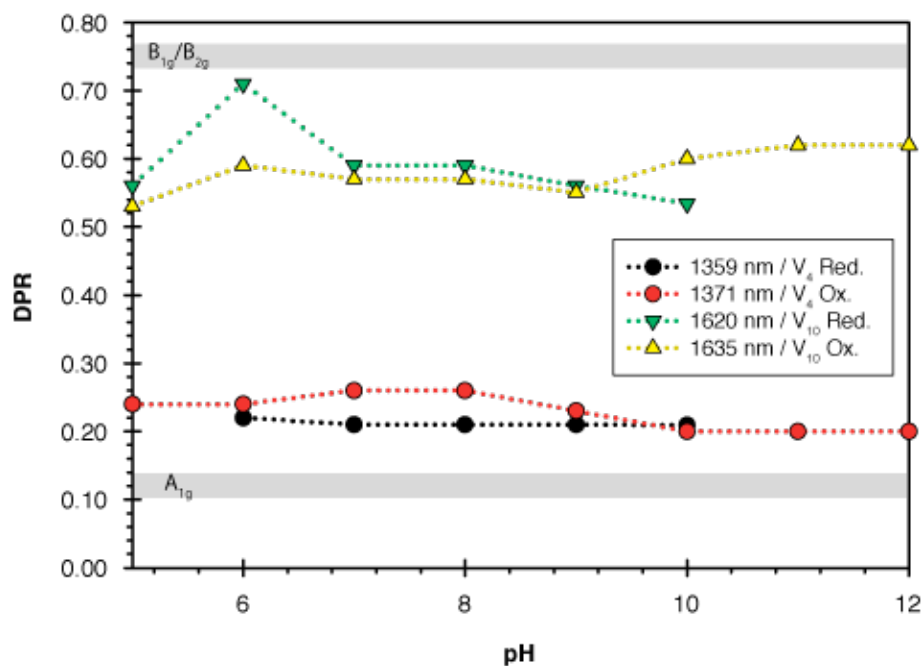 0.80
B1g/B2g
0.70
0.60
0.50
0.40
0.30
0.20
A1g
0.10
0.00
DPR
1359 nm / V4 Red.
1371 nm / V4 Ox.
1620 nm / V10 Red.
1635 nm / V10 Ox.
6 8 10 12
pH